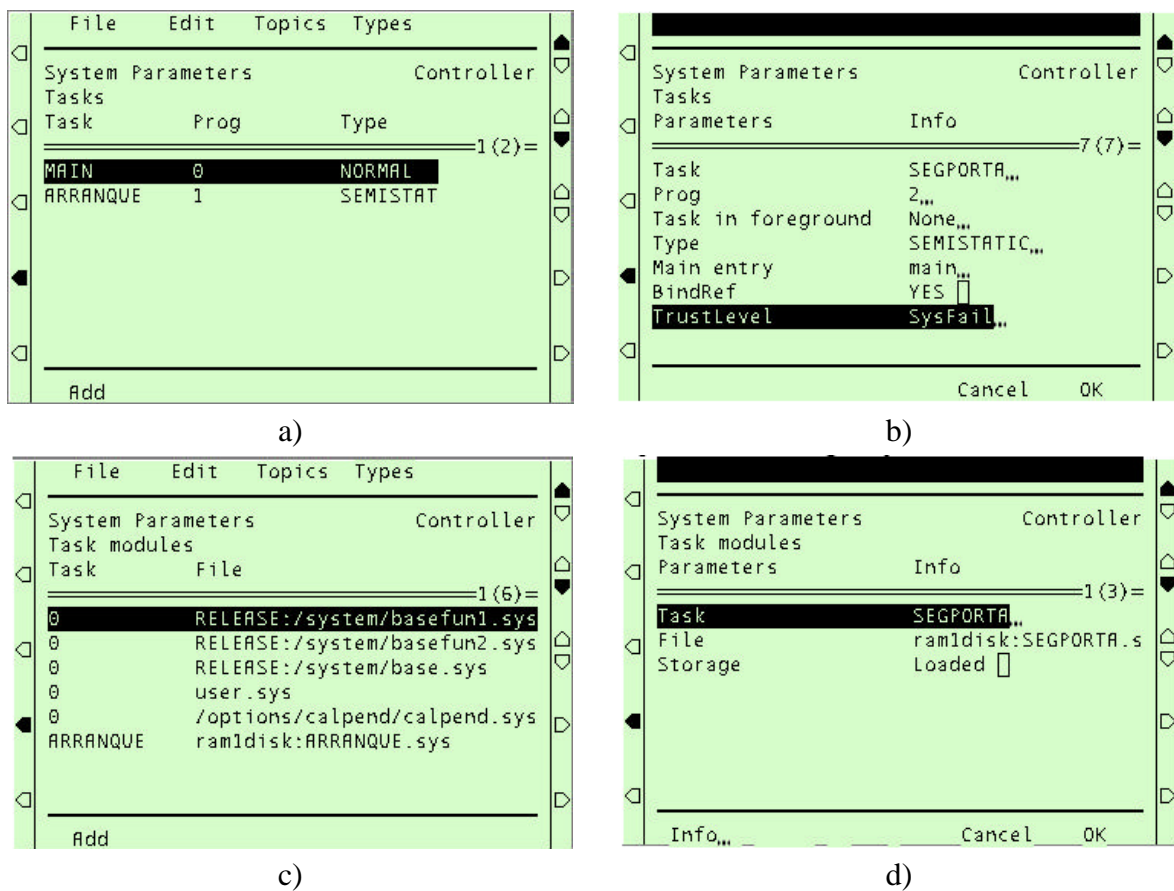 File Edit Topics Types
System Parameters Controller
Tasks
Task Prog Type
1(2)
MAIN 0 NORMAL
ARRANQUE 1 SEMISTAT
Add
a)
System Parameters Controller
Tasks
Parameters Info
7(7)
Task SEGPORTA...
Prog 2...
Task in foreground None...
Type SEMISTATIC...
Main entry main...
BindRef YES
TrustLevel SysFail...
Cancel OK
b)
File Edit Topics Types
System Parameters Controller
Task modules
Task File
1(6)
0 RELEASE:/system/basefun1.sys
0 RELEASE:/system/basefun2.sys
0 RELEASE:/system/base.sys
0 user.sys
0 /options/calpend/calpend.sys
ARRANQUE ram1disk:ARRANQUE.sys
Add
c)
System Parameters Controller
Task modules
Parameters Info
1(3)
Task SEGPORTA...
File ram1disk:SEGPORTA.s
Storage Loaded
Info... Cancel OK
d)